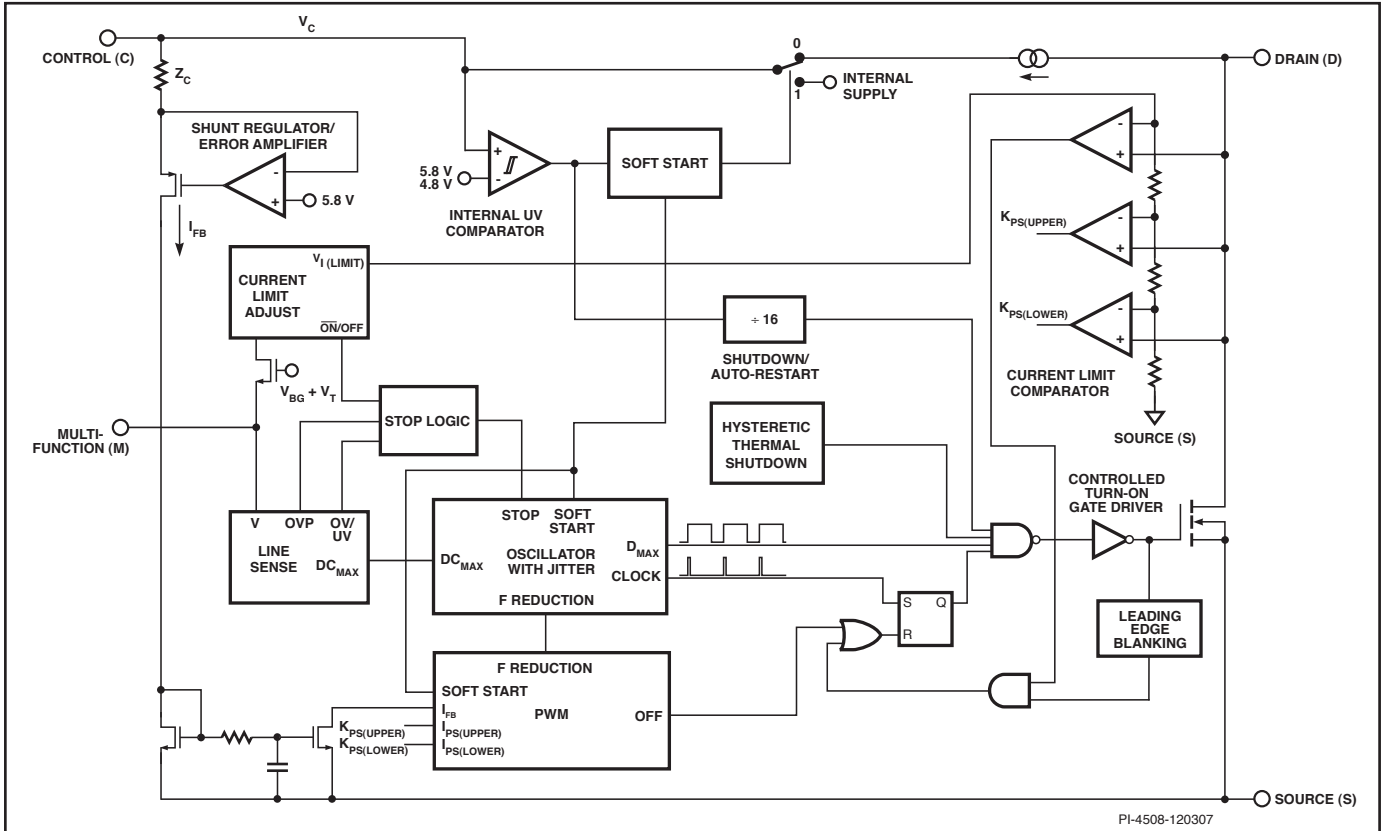 V_C
CONTROL (C)
Z_C
0
1
INTERNAL
SUPPLY
DRAIN (D)
SHUNT REGULATOR/
ERROR AMPLIFIER
-
+
5.8 V
I_FB
+
-
5.8 V
4.8 V
INTERNAL UV
COMPARATOR
SOFT START
-
+
K_PS(UPPER)
-
+
K_PS(LOWER)
-
+
CURRENT LIMIT
COMPARATOR
SOURCE (S)
V_I (LIMIT)
CURRENT
LIMIT
ADJUST
ON/OFF
÷ 16
SHUTDOWN/
AUTO-RESTART
V_BG + V_T
STOP LOGIC
MULTI-
FUNCTION (M)
HYSTERETIC
THERMAL
SHUTDOWN
CONTROLLED
TURN-ON
GATE DRIVER
V OVP OV/
UV
LINE
SENSE
DC_MAX
STOP SOFT
START
DC_MAX
OSCILLATOR
WITH JITTER
D_MAX
CLOCK
F REDUCTION
S Q
R
LEADING
EDGE
BLANKING
F REDUCTION
SOFT START
I_FB
PWM
OFF
K_PS(UPPER)
I_PS(UPPER)
K_PS(LOWER)
I_PS(LOWER)
SOURCE (S)
PI-4508-120307